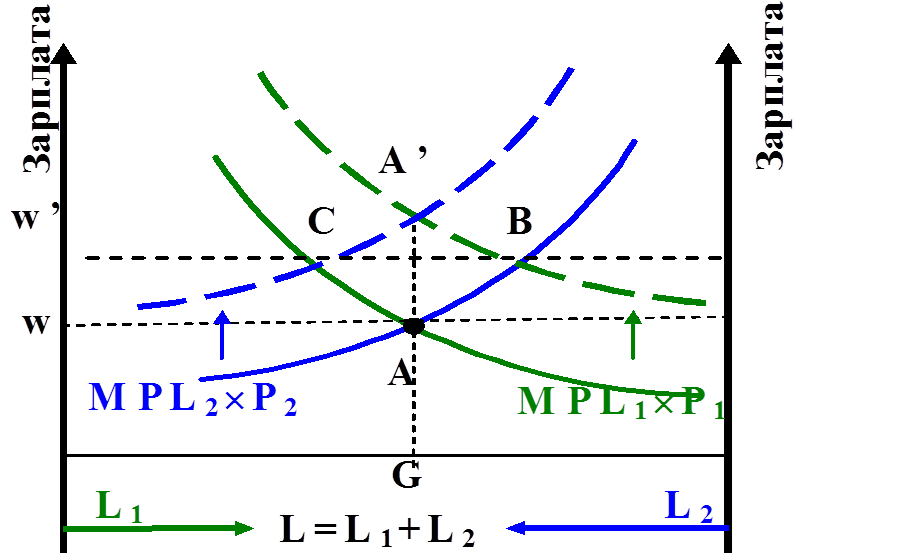 Зарплата
Зарплата
A ’
w ’
C
B
w
A
M P L 2 × P 2
M P L 1 × P 1
G
L 1
L = L 1 + L 2
L 2